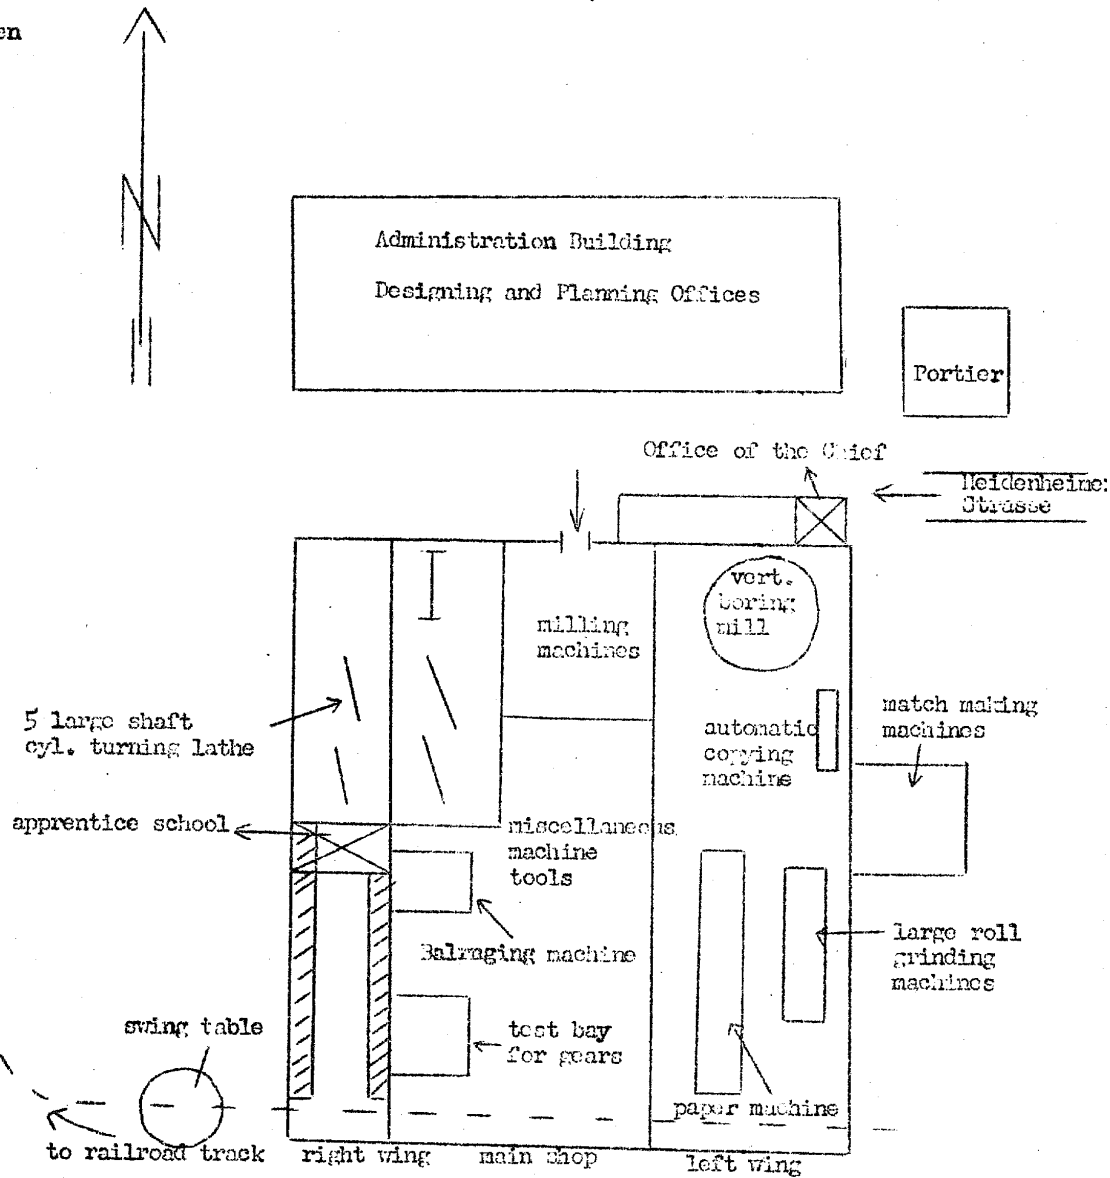 en
N
Administration Building
Designing and Planning Offices
Portier
Office of the Chief
Heidenheimer
Strasse
vert.
boring
mill
milling
machines
5 large shaft
cyl. turning lathe
automatic
copying
machine
match making
machines
apprentice school
miscellaneous
machine
tools
machine
large roll
grinding
machines
swing table
test bay
for gears
paper machine
to railroad track
right wing
main shop
left wing